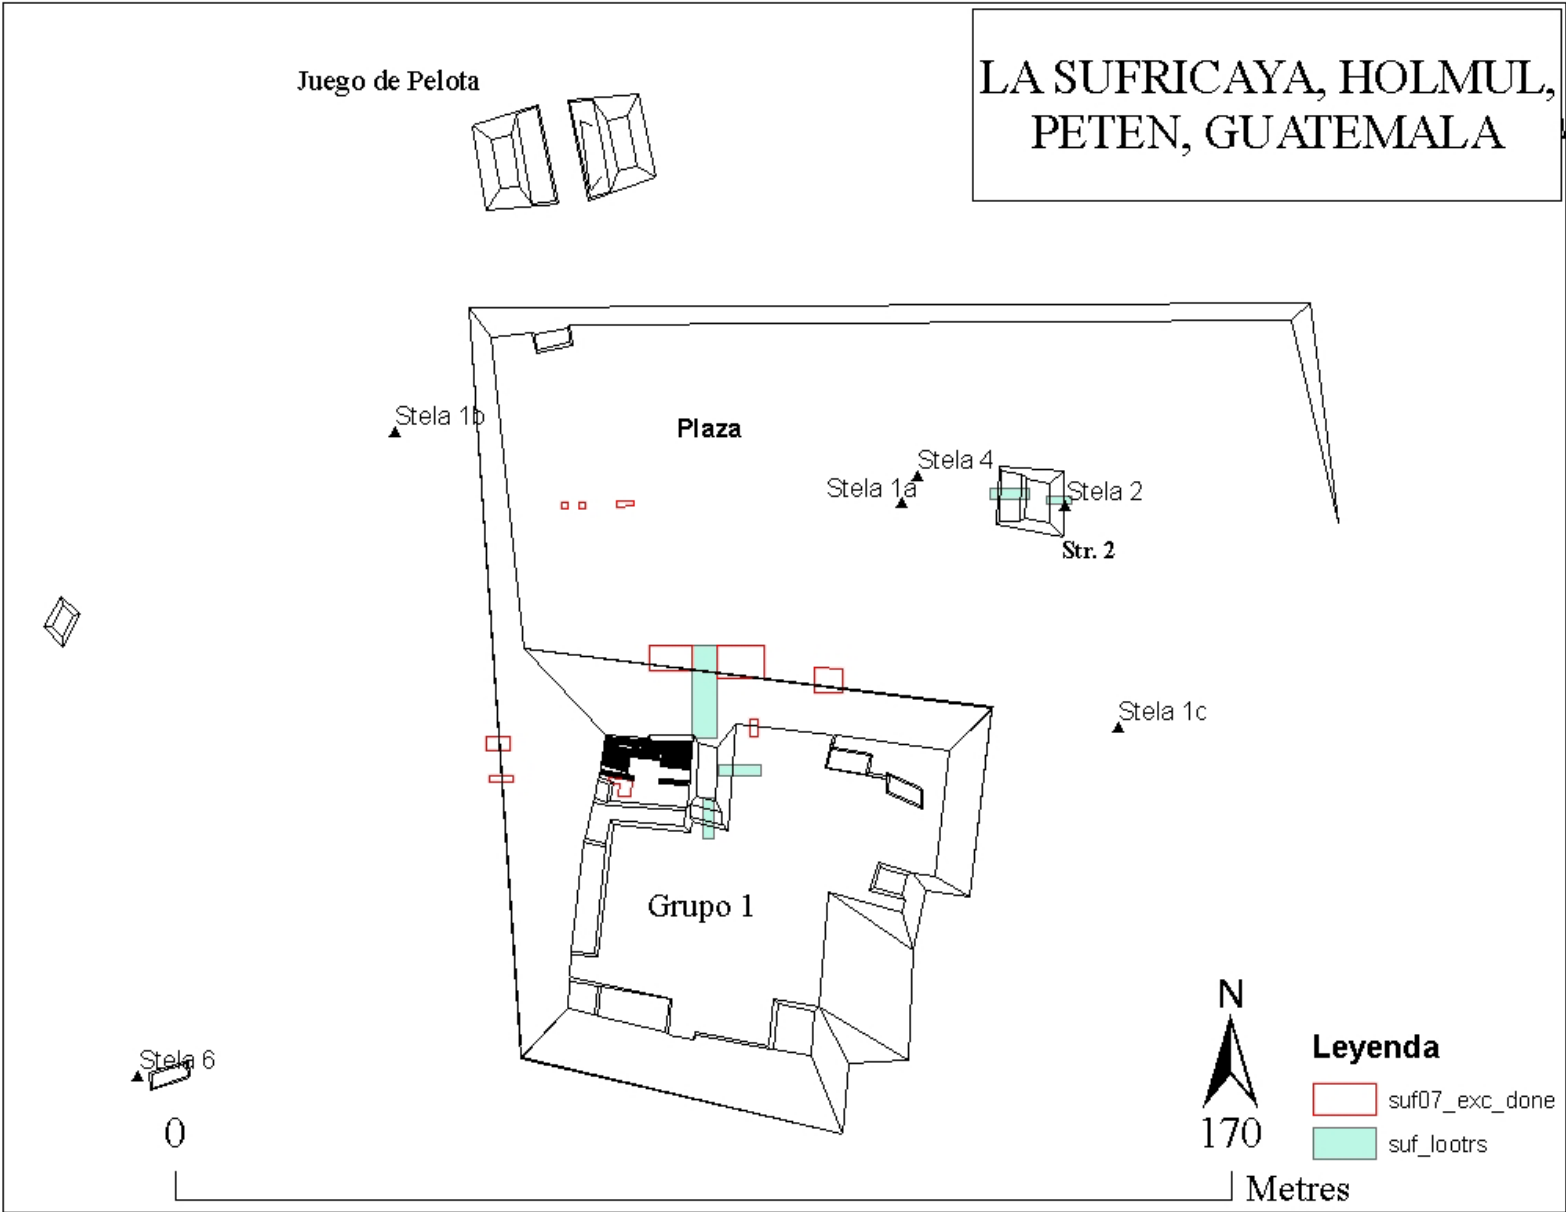 LA SUFRICAYA, HOLMUL,
PETEN, GUATEMALA
Juego de Pelota
Stela 1b
Plaza
Stela 4
Stela 1a
Stela 2
Str. 2
Stela 1c
Grupo 1
Stela 6
N
0
170
Metres
Leyenda
suf07_exc_done
suf_lootrs